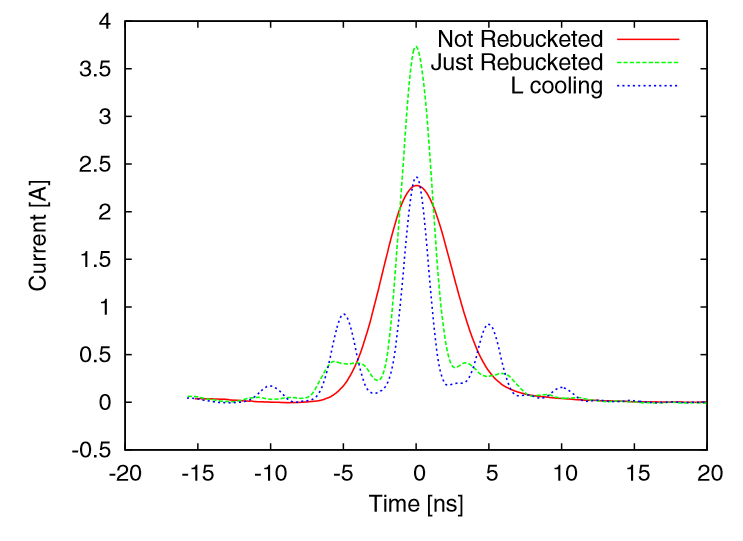 4
3.5
3
2.5
2
1.5
1
0.5
0
-0.5
Current [A]
Not Rebucketed
Just Rebucketed
L cooling
-20 -15 -10 -5 0 5 10 15 20
Time [ns]